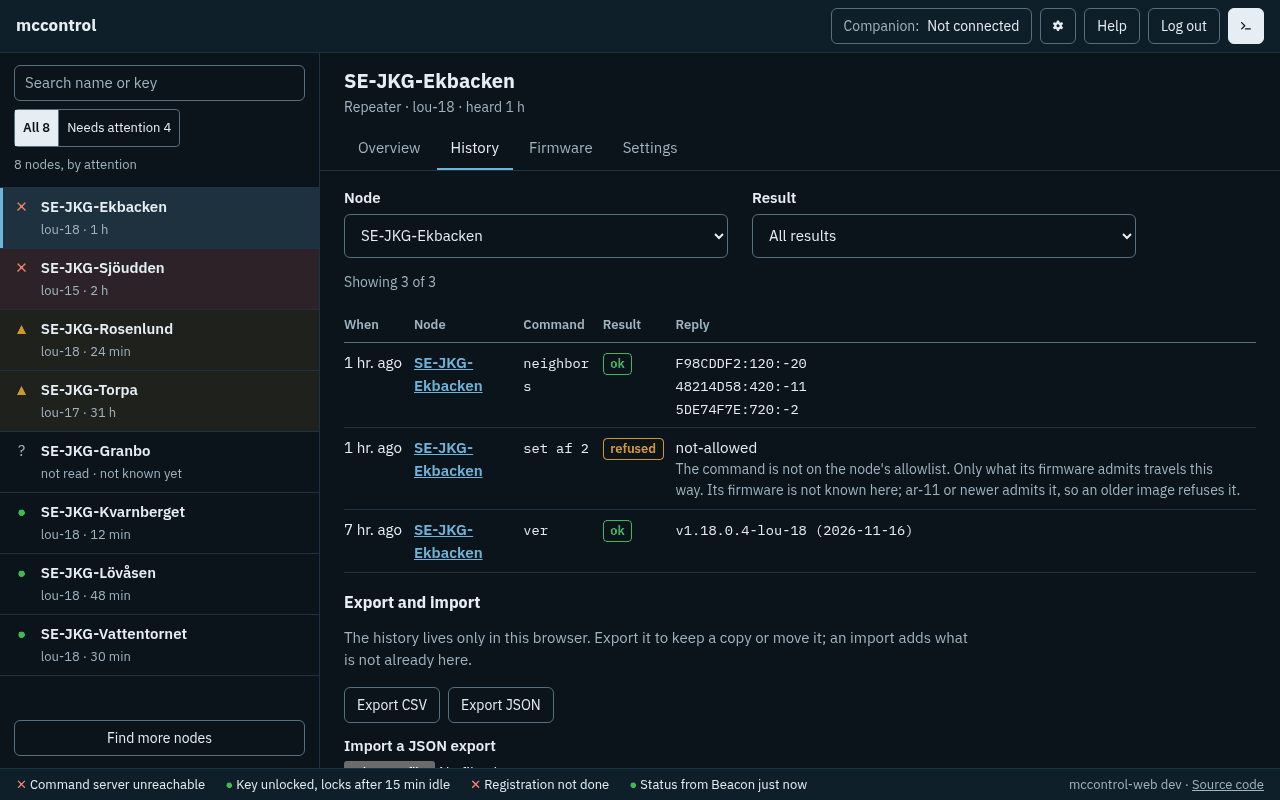 mccontrol
Companion: Not connected
Help
Log out
Search name or key
All 8
Needs attention 4
8 nodes, by attention
SE-JKG-Ekbacken
lou-18 · 1 h
SE-JKG-Sjöudden
lou-15 · 2 h
SE-JKG-Rosenlund
lou-18 · 24 min
SE-JKG-Torpa
lou-17 · 31 h
? SE-JKG-Granbo
not read · not known yet
SE-JKG-Kvarnberget
lou-18 · 12 min
SE-JKG-Lövåsen
lou-18 · 48 min
SE-JKG-Vattentornet
lou-18 · 30 min
Find more nodes
SE-JKG-Ekbacken
Repeater · lou-18 · heard 1 h
Overview
History
Firmware
Settings
Node
Result
SE-JKG-Ekbacken
All results
Showing 3 of 3
When Node Command Result Reply
1 hr. ago SE-JKG- neighbor ok F98CDDF2:120:-20
Ekbacken s 48214D58:420:-11
5DE74F7E:720:-2
1 hr. ago SE-JKG- set af 2 refused not-allowed
Ekbacken The command is not on the node's allowlist. Only what its firmware admits travels this
way. Its firmware is not known here; ar-11 or newer admits it, so an older image refuses it.
7 hr. ago SE-JKG- ver ok v1.18.0.4-lou-18 (2026-11-16)
Ekbacken
Export and import
The history lives only in this browser. Export it to keep a copy or move it; an import adds what
is not already here.
Export CSV
Export JSON
Import a JSON export
Command server unreachable
Key unlocked, locks after 15 min idle
Registration not done
Status from Beacon just now
mccontrol-web dev · Source code